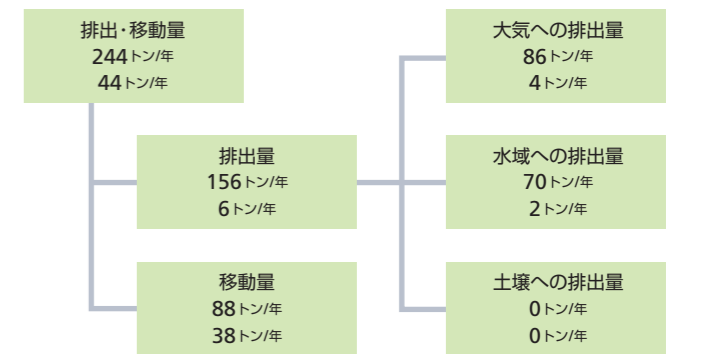 排出・移動量
244トン/年
44トン/年
排出量
156トン/年
6トン/年
移動量
88トン/年
38トン/年
大気への排出量
86トン/年
4トン/年
水域への排出量
70トン/年
2トン/年
土壌への排出量
0トン/年
0トン/年